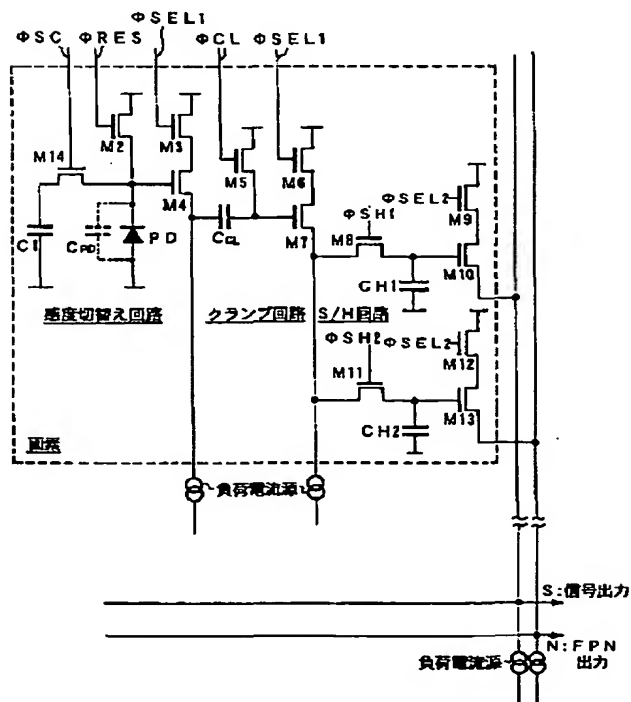 ΦSEL1
ΦSC ΦRES ΦCL ΦSEL1
M14
M2
M3
M4
M5
M6
M7
C1
CPD
PD
CCL
ΦSH1
M8
CH1
ΦSEL2
M9
M10
感度切替え回路 クランプ回路 S/H回路
ΦSH2
M11
CH2
ΦSEL2
M12
M13
画素
負荷電流源
S:信号出力
N:FPN
出力
負荷電流源